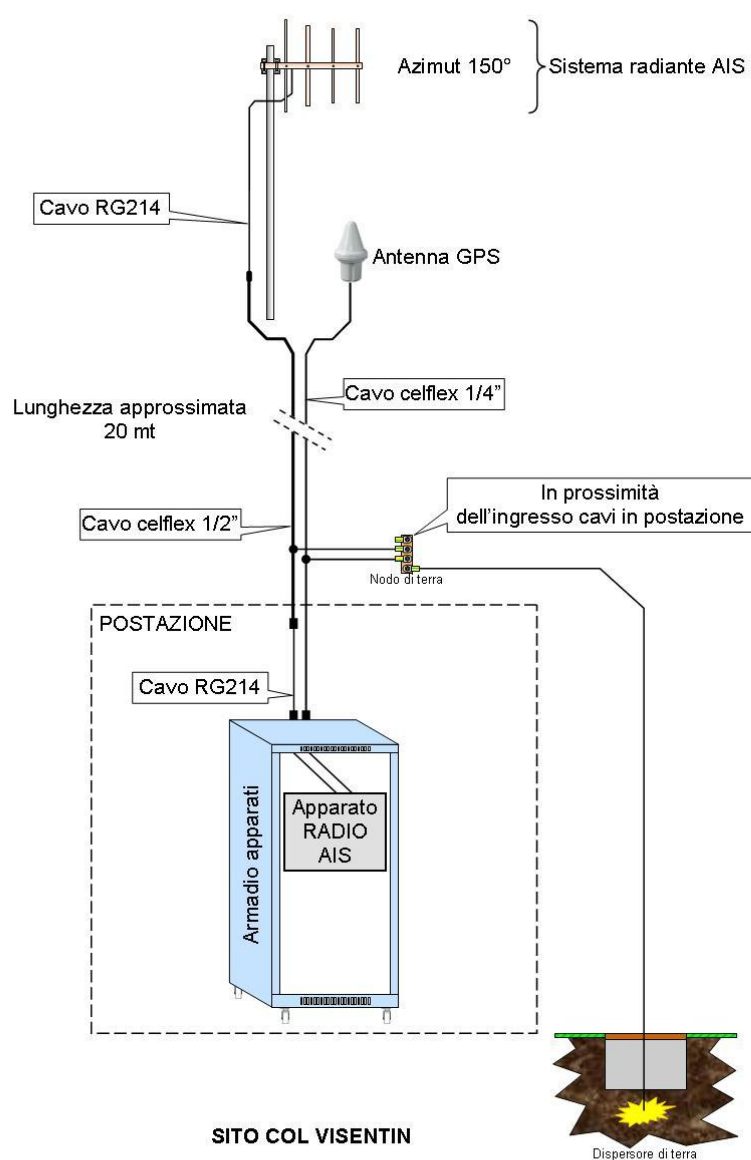 Azimut 150°
Sistema radiante AIS
Cavo RG214
Antenna GPS
Cavo celflex 1/4"
Lunghezza approssimata
20 mt
In prossimità
dell'ingresso cavi in postazione
Cavo celflex 1/2"
Nodo di terra
POSTAZIONE
Cavo RG214
Armadio apparati
Apparato
RADIO
AIS
SITO COL VISENTIN
Dispersore di terra